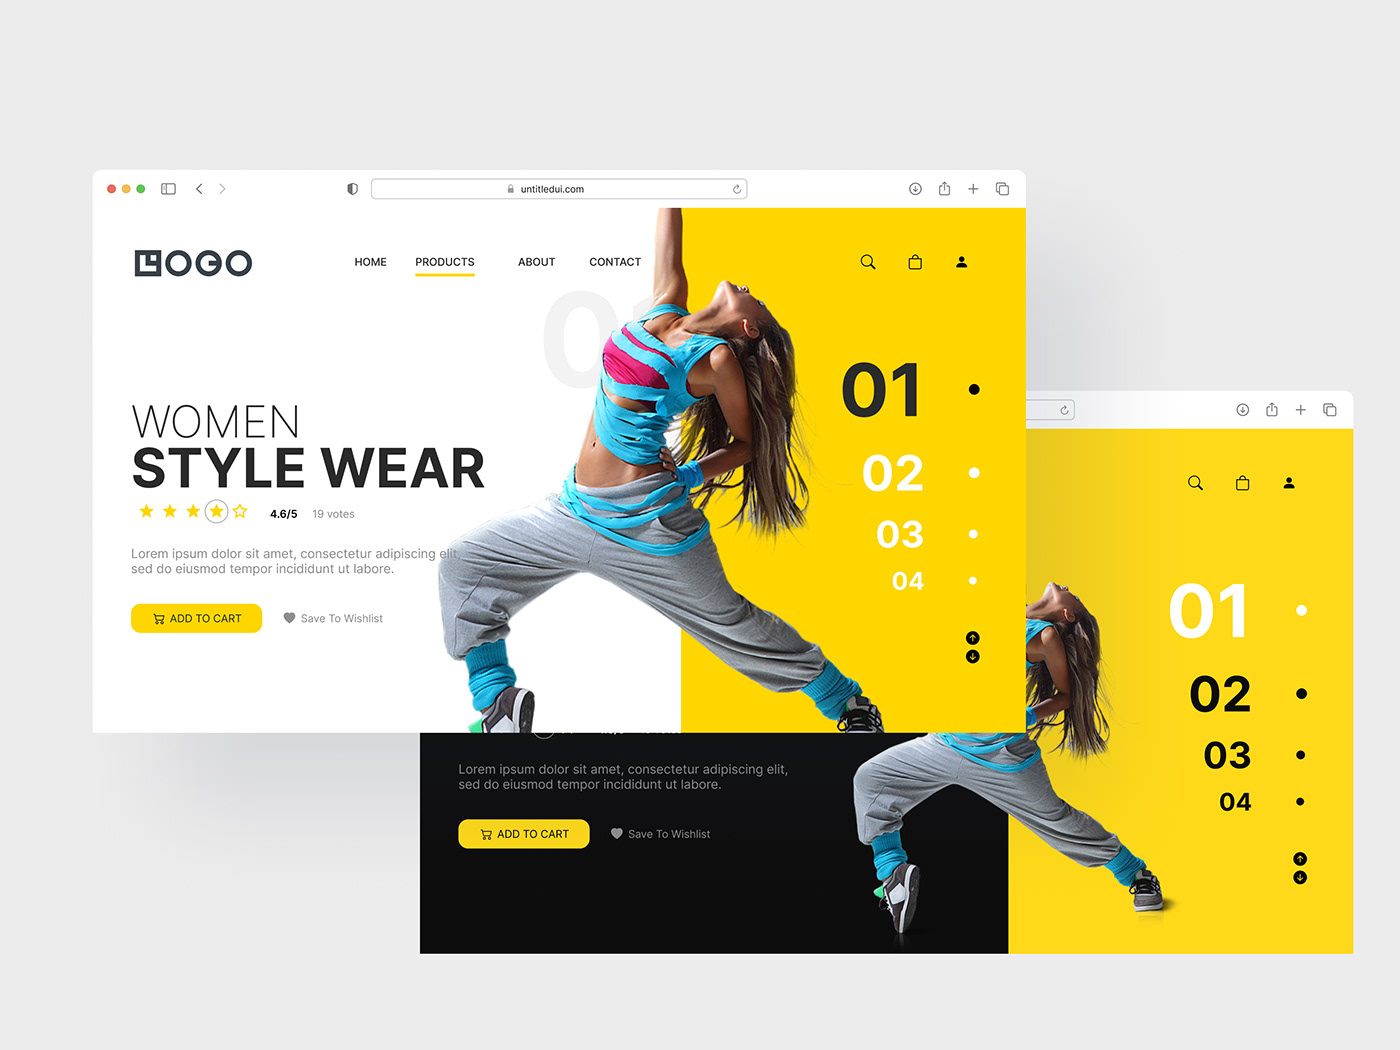 untitledui.com
LOGO
HOME PRODUCTS ABOUT CONTACT
01
01
02
03
04
WOMEN
STYLE WEAR
4.6/5 19 votes
Lorem ipsum dolor sit amet, consectetur adipiscing elit,
sed do eiusmod tempor incididunt ut labore.
ADD TO CART Save To Wishlist
01
02
03
04
Lorem ipsum dolor sit amet, consectetur adipiscing elit,
sed do eiusmod tempor incididunt ut labore.
ADD TO CART Save To Wishlist